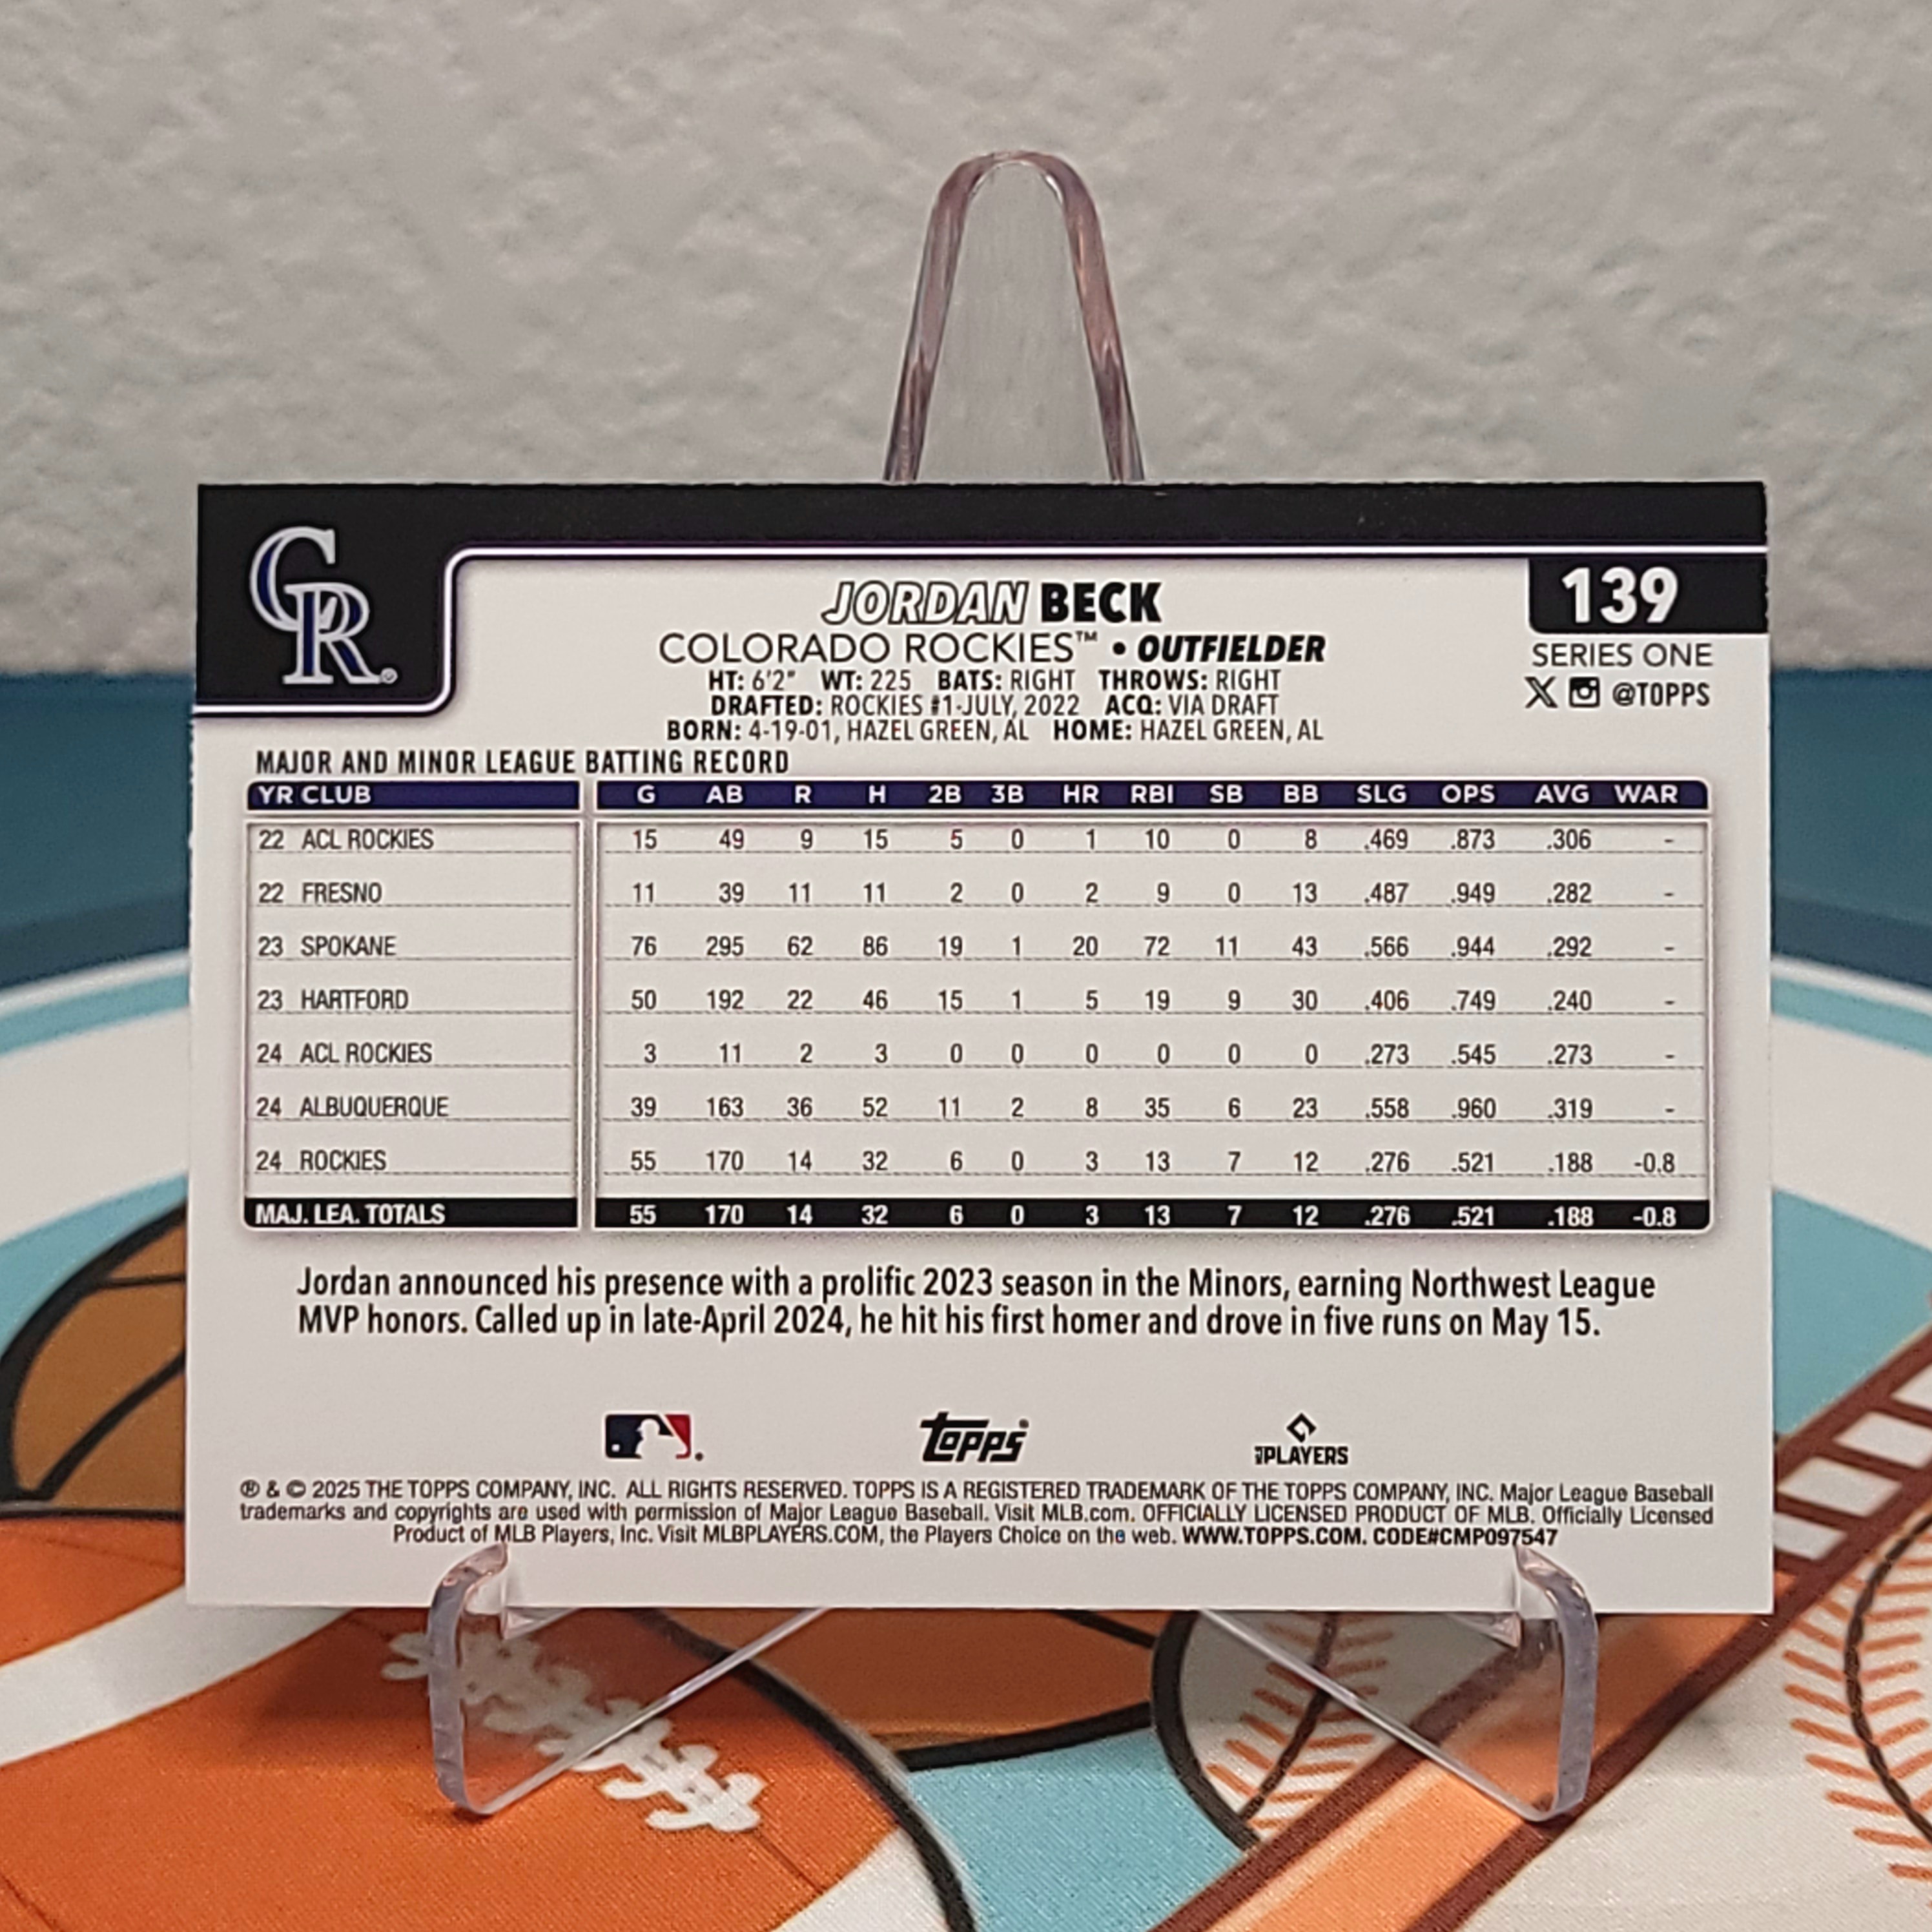 CR®
JORDAN BECK
139
COLORADO ROCKIES™ • OUTFIELDER
SERIES ONE
HT: 6'2" WT: 225 BATS: RIGHT THROWS: RIGHT
@TOPPS
DRAFTED: ROCKIES #1-JULY, 2022 ACQ: VIA DRAFT
BORN: 4-19-01, HAZEL GREEN, AL HOME: HAZEL GREEN, AL
MAJOR AND MINOR LEAGUE BATTING RECORD
YR CLUB G AB R H 2B 3B HR RBI SB BB SLG OPS AVG WAR
22 ACL ROCKIES 15 49 9 15 5 0 1 10 0 8 .469 .873 .306 -
22 FRESNO 11 39 11 11 2 0 2 9 0 13 .487 .949 .282 -
23 SPOKANE 76 295 62 86 19 1 20 72 11 43 .566 .944 .292 -
23 HARTFORD 50 192 22 46 15 1 5 19 9 30 .406 .749 .240 -
24 ACL ROCKIES 3 11 2 3 0 0 0 0 0 0 .273 .545 .273 -
24 ALBUQUERQUE 39 163 36 52 11 2 8 35 6 23 .558 .960 .319 -
24 ROCKIES 55 170 14 32 6 0 3 13 7 12 .276 .521 .188 -0.8
MAJ. LEA. TOTALS 55 170 14 32 6 0 3 13 7 12 .276 .521 .188 -0.8
Jordan announced his presence with a prolific 2023 season in the Minors, earning Northwest League
MVP honors. Called up in late-April 2024, he hit his first homer and drove in five runs on May 15.
topps®
MLB PLAYERS
® & © 2025 THE TOPPS COMPANY, INC. ALL RIGHTS RESERVED. TOPPS IS A REGISTERED TRADEMARK OF THE TOPPS COMPANY, INC. Major League Baseball
trademarks and copyrights are used with permission of Major League Baseball. Visit MLB.com. OFFICIALLY LICENSED PRODUCT OF MLB. Officially Licensed
Product of MLB Players, Inc. Visit MLBPLAYERS.COM, the Players Choice on the web. WWW.TOPPS.COM. CODE#CMP097547